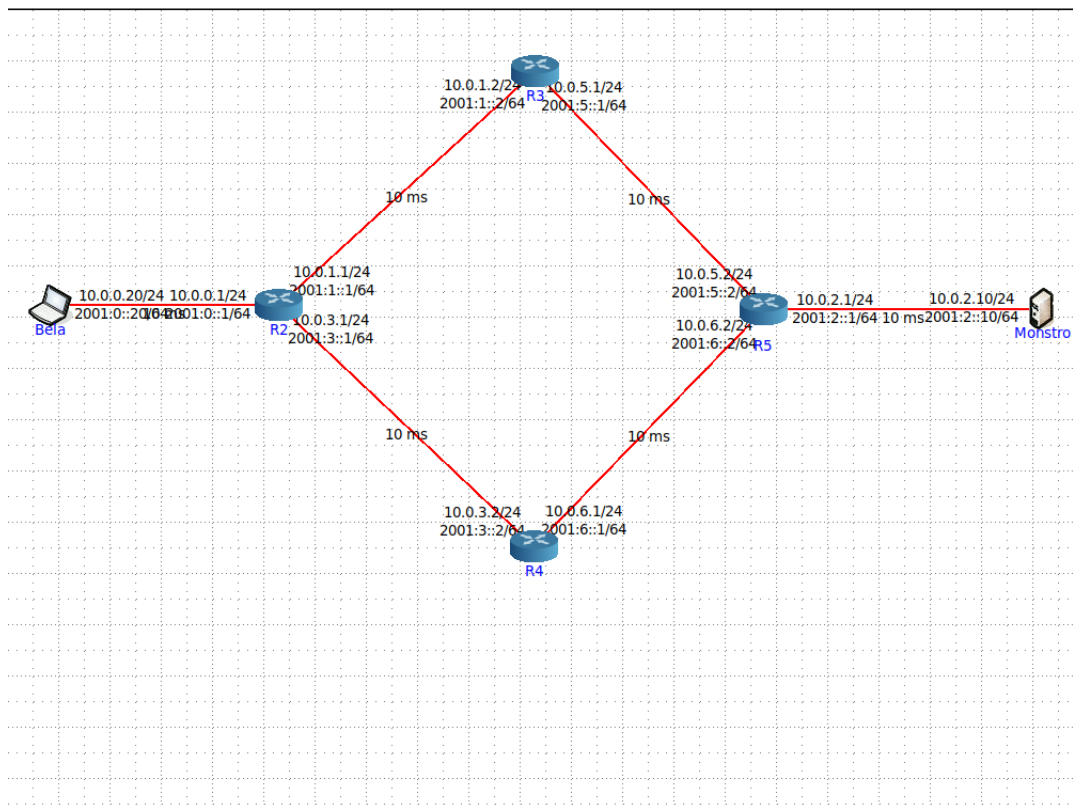 10.0.1.2/24
2001:1::2/64
R3
10.0.5.1/24
2001:5::1/64
10 ms
10 ms
10.0.0.20/24
2001:0::20/64
10 ms
Bela
10.0.0.1/24
2001:0::1/64
R2
10.0.1.1/24
2001:1::1/64
10.0.3.1/24
2001:3::1/64
10.0.5.2/24
2001:5::2/64
10.0.6.2/24
2001:6::2/64
R5
10.0.2.1/24
2001:2::1/64
10 ms
10.0.2.10/24
2001:2::10/64
Monstro
10 ms
10 ms
10.0.3.2/24
2001:3::2/64
10.0.6.1/24
2001:6::1/64
R4